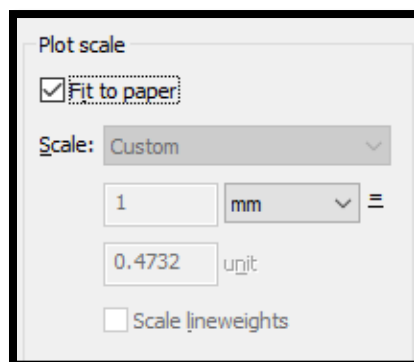 Plot scale
Fit to paper
Scale: Custom
1 mm =
0.4732 unit
Scale lineweights